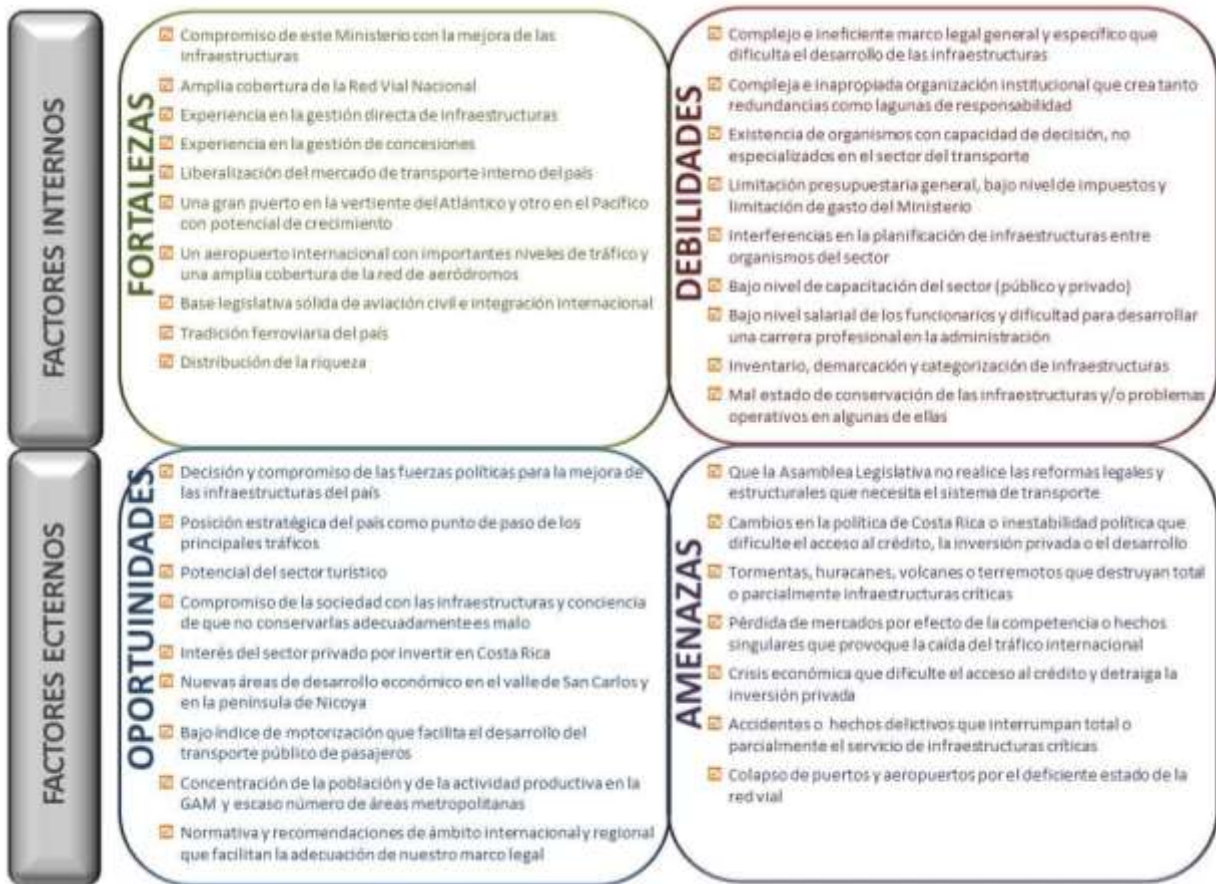 FACTORES INTERNOS
FORTALEZAS
Compromiso de este Ministerio con la mejora de las
infraestructuras
Amplia cobertura de la Red Vial Nacional
Experiencia en la gestión directa de infraestructuras
Experiencia en la gestión de concesiones
Liberalización del mercado de transporte interno del país
Una gran puerto en la vertiente del Atlántico y otro en el Pacífico
con potencial de crecimiento
Un aeropuerto internacional con importantes niveles de tráfico y
una amplia cobertura de la red de aeródromos
Base legislativa sólida de aviación civil e integración internacional
Tradición ferroviaria del país
Distribución de la riqueza
DEBILIDADES
Complejo e ineficiente marco legal general y específico que
dificulta el desarrollo de las infraestructuras
Compleja e inapropiada organización institucional que crea tanto
redundancias como lagunas de responsabilidad
Existencia de organismos con capacidad de decisión, no
especializados en el sector del transporte
Limitación presupuestaria general, bajo nivel de impuestos y
limitación de gasto del Ministerio
Interferencias en la planificación de infraestructuras entre
organismos del sector
Bajo nivel de capacitación del sector (público y privado)
Bajo nivel salarial de los funcionarios y dificultad para desarrollar
una carrera profesional en la administración
Inventario, demarcación y categorización de infraestructuras
Mal estado de conservación de las infraestructuras y/o problemas
operativos en algunas de ellas
FACTORES ECTERNOS
OPORTUINIDADES
Decisión y compromiso de las fuerzas políticas para la mejora de
las infraestructuras del país
Posición estratégica del país como punto de paso de los
principales tráficos
Potencial del sector turístico
Compromiso de la sociedad con las infraestructuras y conciencia
de que no conservarlas adecuadamente es malo
Interés del sector privado por invertir en Costa Rica
Nuevas áreas de desarrollo económico en el valle de San Carlos y
en la península de Nicoya
Bajo índice de motorización que facilita el desarrollo del
transporte público de pasajeros
Concentración de la población y de la actividad productiva en la
GAM y escaso número de áreas metropolitanas
Normativa y recomendaciones de ámbito internacional y regional
que facilitan la adecuación de nuestro marco legal
AMENAZAS
Que la Asamblea Legislativa no realice las reformas legales y
estructurales que necesita el sistema de transporte
Cambios en la política de Costa Rica o inestabilidad política que
dificulte el acceso al crédito, la inversión privada o el desarrollo
Tormentas, huracanes, volcanes o terremotos que destruyan total
o parcialmente infraestructuras críticas
Pérdida de mercados por efecto de la competencia o hechos
singulares que provoque la caída del tráfico internacional
Crisis económica que dificulte el acceso al crédito y detraiga la
inversión privada
Accidentes o hechos delictivos que interrumpan total o
parcialmente el servicio de infraestructuras críticas
Colapso de puertos y aeropuertos por el deficiente estado de la
red vial